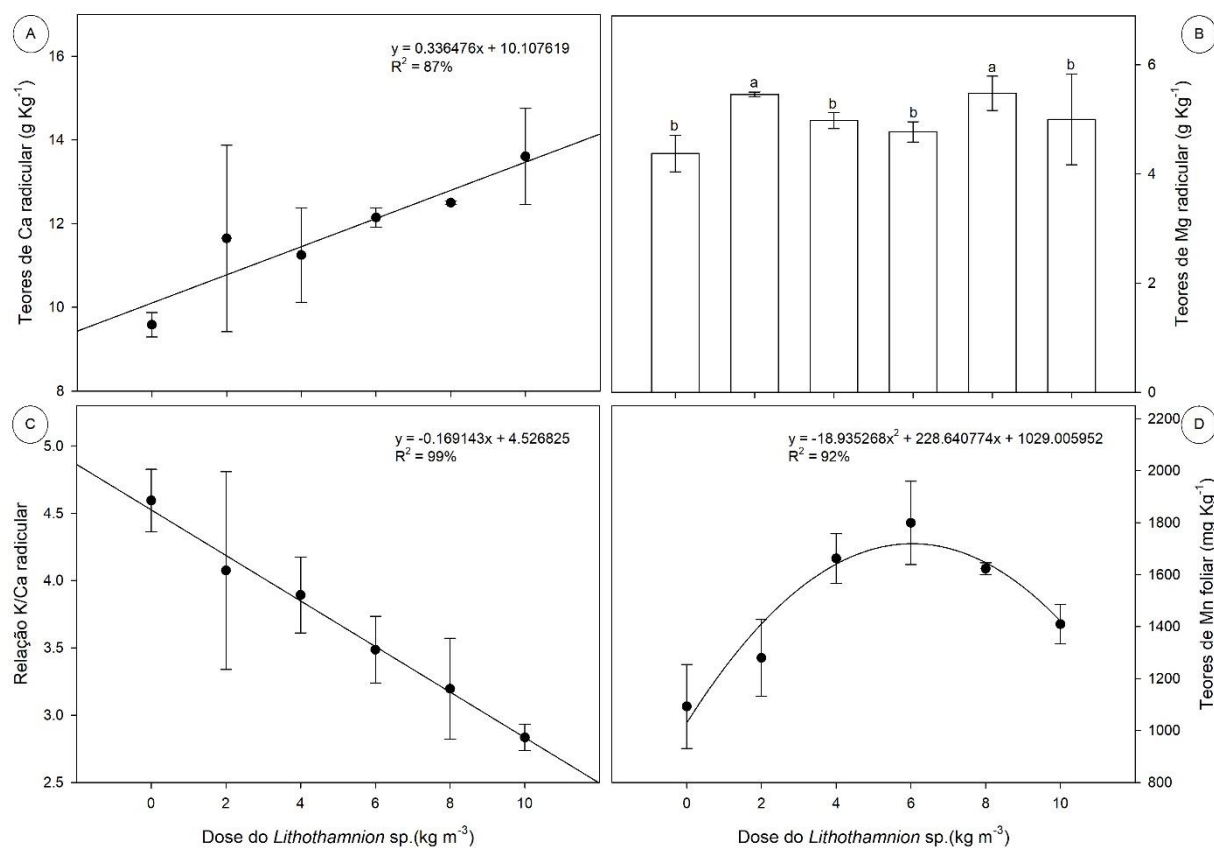 A
y = 0.336476x + 10.107619
R² = 87%
Teores de Ca radicular (g Kg⁻¹)
16
14
12
10
8
B
b
a
b
b
a
b
6
4
2
0
Teores de Mg radicular (g Kg⁻¹)
C
y = -0.169143x + 4.526825
R² = 99%
Relação K/Ca radicular
5.0
4.5
4.0
3.5
3.0
2.5
0 2 4 6 8 10
Dose do Lithothamnion sp.(kg m⁻³)
D
y = -18.935268x² + 228.640774x + 1029.005952
R² = 92%
2200
2000
1800
1600
1400
1200
1000
800
Teores de Mn foliar (mg Kg⁻¹)
0 2 4 6 8 10
Dose do Lithothamnion sp.(kg m⁻³)